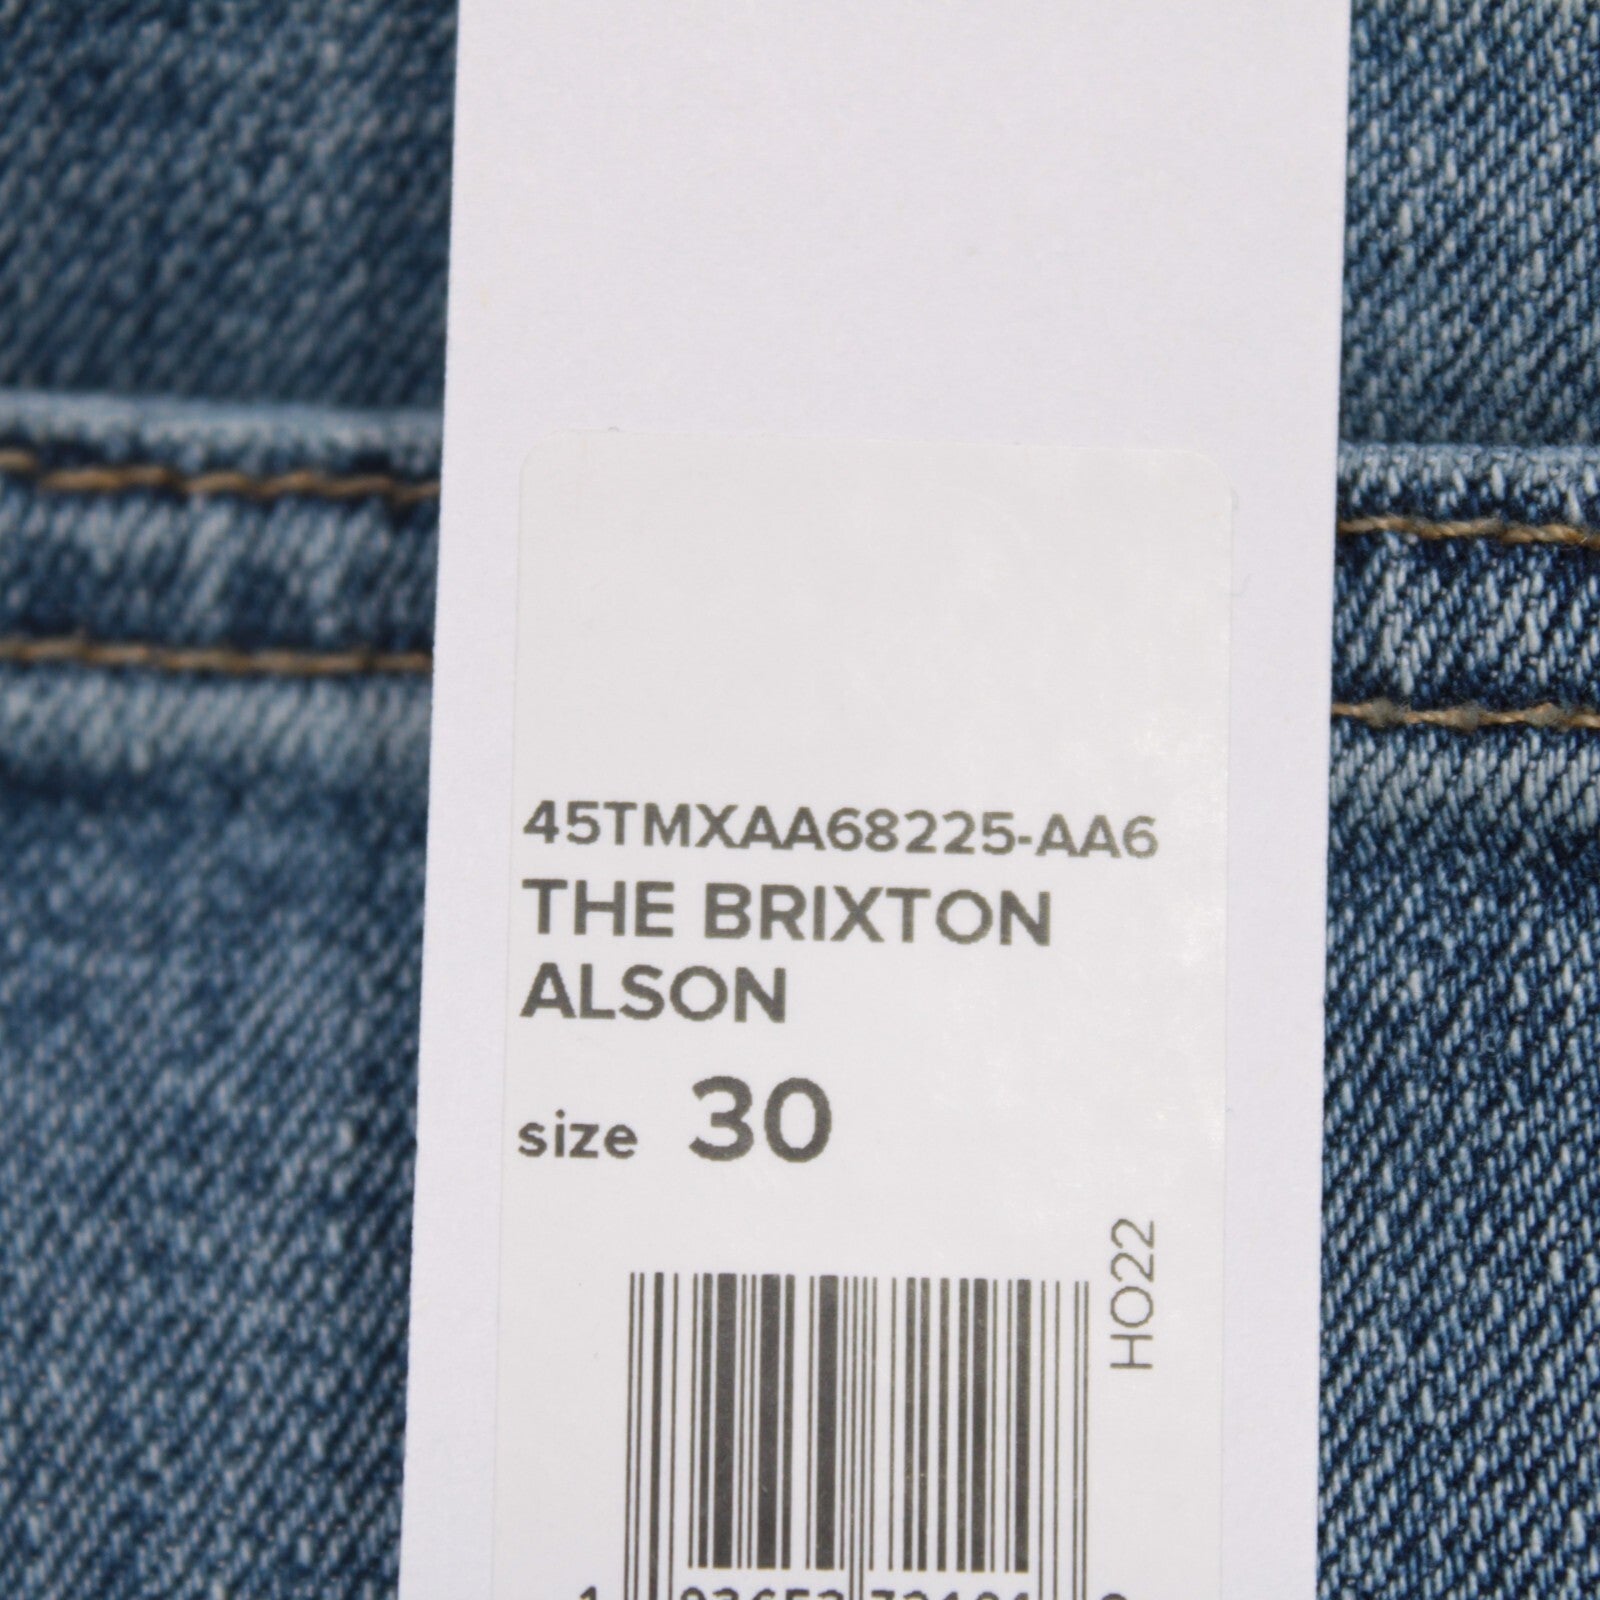 45TMXAA68225-AA6
THE BRIXTON
ALSON
size 30
HO22